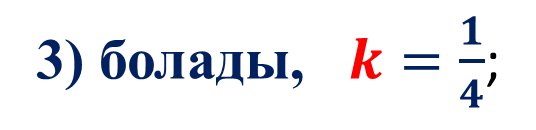 3) болады, k = 1/4;